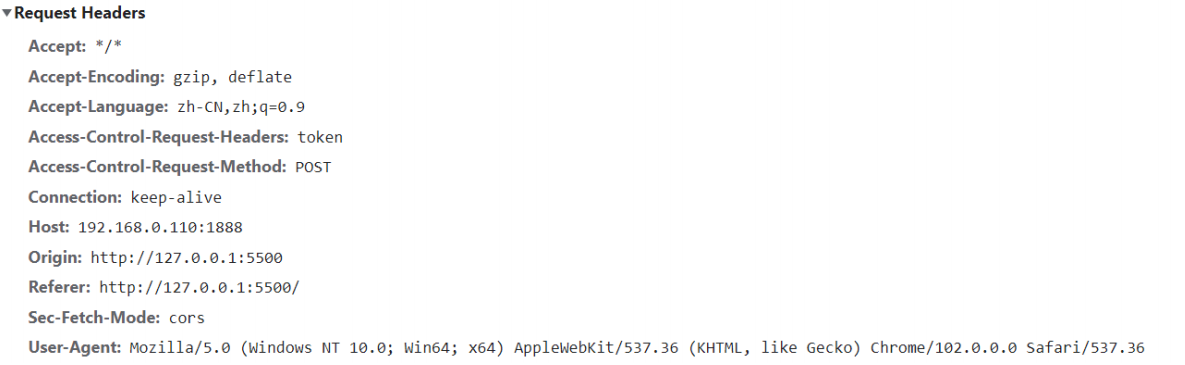 Request Headers
Accept: */*
Accept-Encoding: gzip, deflate
Accept-Language: zh-CN,zh;q=0.9
Access-Control-Request-Headers: token
Access-Control-Request-Method: POST
Connection: keep-alive
Host: 192.168.0.110:1888
Origin: http://127.0.0.1:5500
Referer: http://127.0.0.1:5500/
Sec-Fetch-Mode: cors
User-Agent: Mozilla/5.0 (Windows NT 10.0; Win64; x64) AppleWebKit/537.36 (KHTML, like Gecko) Chrome/102.0.0.0 Safari/537.36